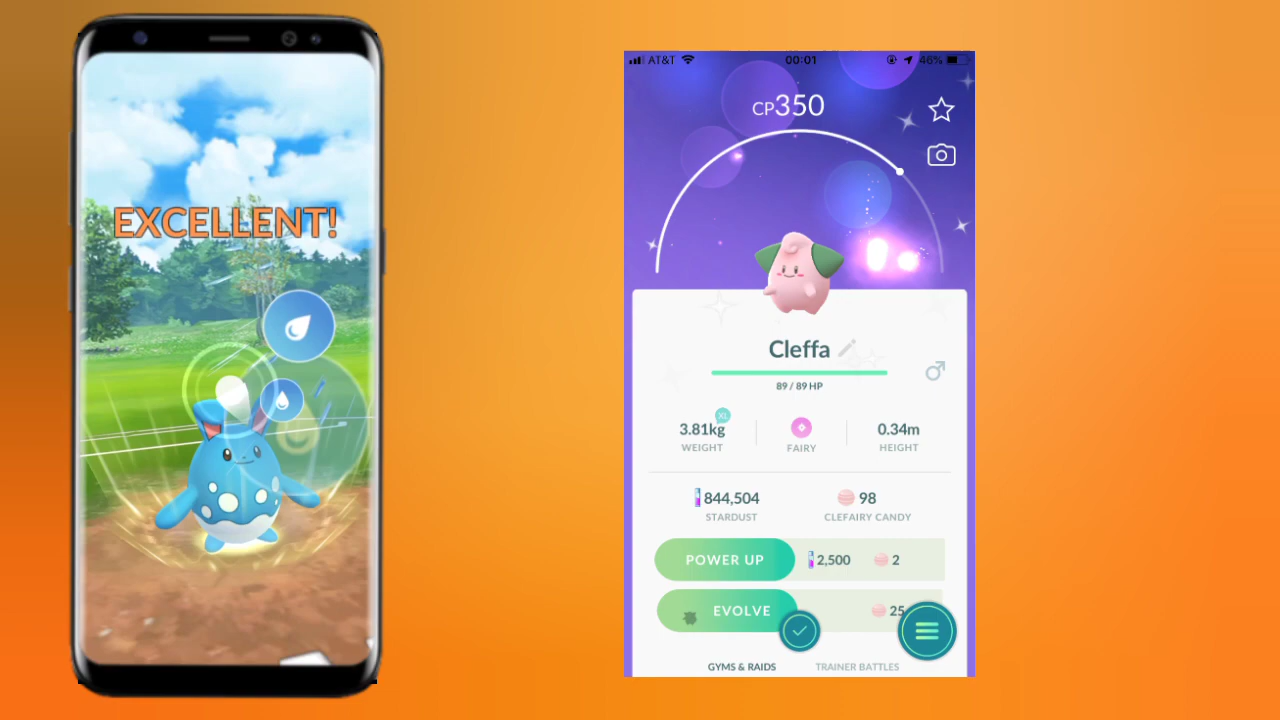 EXCELLENT!
AT&T 00:01 46%
CP350
Cleffa
89 / 89 HP
XL
3.81kg FAIRY 0.34m
WEIGHT HEIGHT
844,504 98
STARDUST CLEFAIRY CANDY
POWER UP 2,500 2
EVOLVE 25
GYMS & RAIDS TRAINER BATTLES